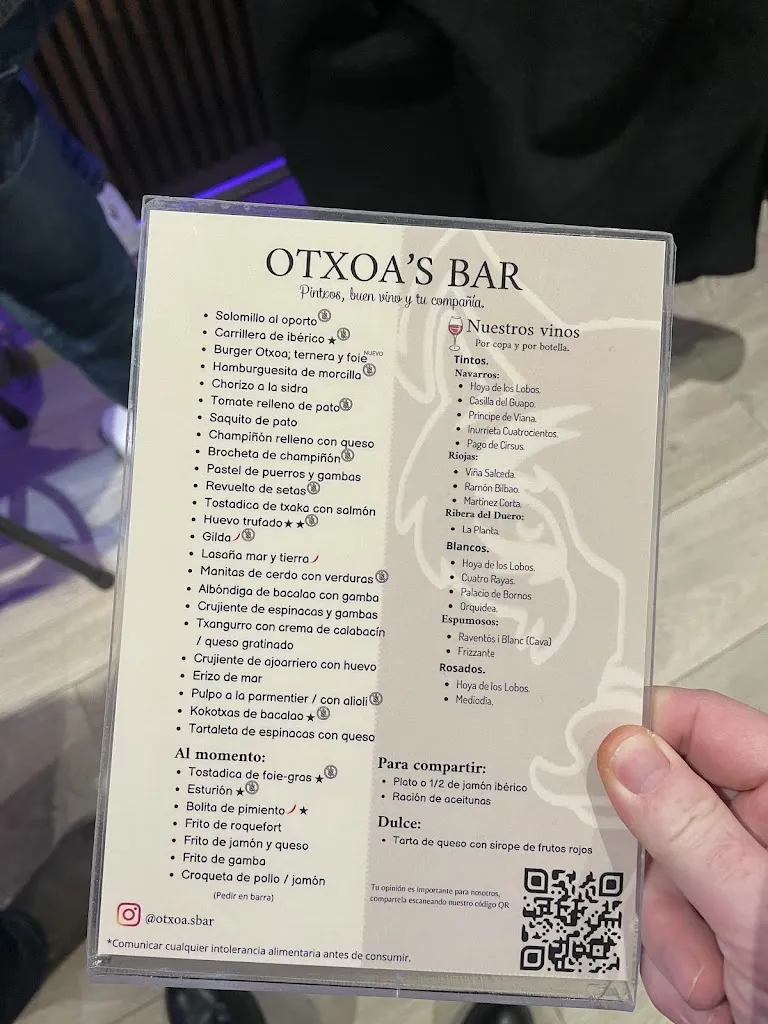 OTXOA'S BAR
Pintxos, buen vino y tu compañía.
• Solomillo al oporto
• Carrillera de ibérico ★
• Burger Otxoa; ternera y foie NUEVO
• Hamburguesita de morcilla
• Chorizo a la sidra
• Tomate relleno de pato
• Saquito de pato
• Champiñón relleno con queso
• Brocheta de champiñón
• Pastel de puerros y gambas
• Revuelto de setas
• Tostadica de txaka con salmón
• Huevo trufado ★ ★
• Gilda
• Lasaña mar y tierra
• Manitas de cerdo con verduras
• Albóndiga de bacalao con gamba
• Crujiente de espinacas y gambas
• Txangurro con crema de calabacín
/ queso gratinado
• Crujiente de ajoarriero con huevo
• Erizo de mar
• Pulpo a la parmentier / con alioli
• Kokotxas de bacalao ★
• Tartaleta de espinacas con queso
Al momento:
• Tostadica de foie-gras ★
• Esturión ★
• Bolita de pimiento ★
• Frito de roquefort
• Frito de jamón y queso
• Frito de gamba
• Croqueta de pollo / jamón
(Pedir en barra)
@otxoa.sbar
*Comunicar cualquier intolerancia alimentaria antes de consumir.
Nuestros vinos
Por copa y por botella.
Tintos.
Navarros:
• Hoya de los Lobos.
• Casilla del Guapo.
• Principe de Viana.
• Inurrieta Cuatrocientos.
• Pago de Cirsus.
Riojas:
• Viña Salceda.
• Ramón Bilbao.
• Martinez Corta.
Ribera del Duero:
• La Planta.
Blancos.
• Hoya de los Lobos.
• Cuatro Rayas.
• Palacio de Bornos
• Orquidea.
Espumosos:
• Raventós i Blanc (Cava)
• Frizzante
Rosados.
• Hoya de los Lobos.
• Mediodía.
Para compartir:
• Plato o 1/2 de jamón ibérico
• Ración de aceitunas
Dulce:
• Tarta de queso con sirope de frutos rojos
Tu opinión es importante para nosotros,
compartela escaneando nuestro código QR